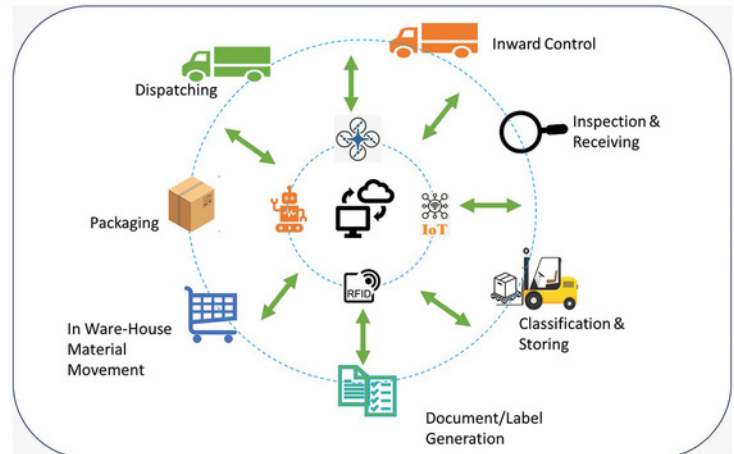 Inward Control
Dispatching
Inspection &
Receiving
Packaging
IoT
RFID
Classification &
Storing
In Ware-House
Material
Movement
Document/Label
Generation